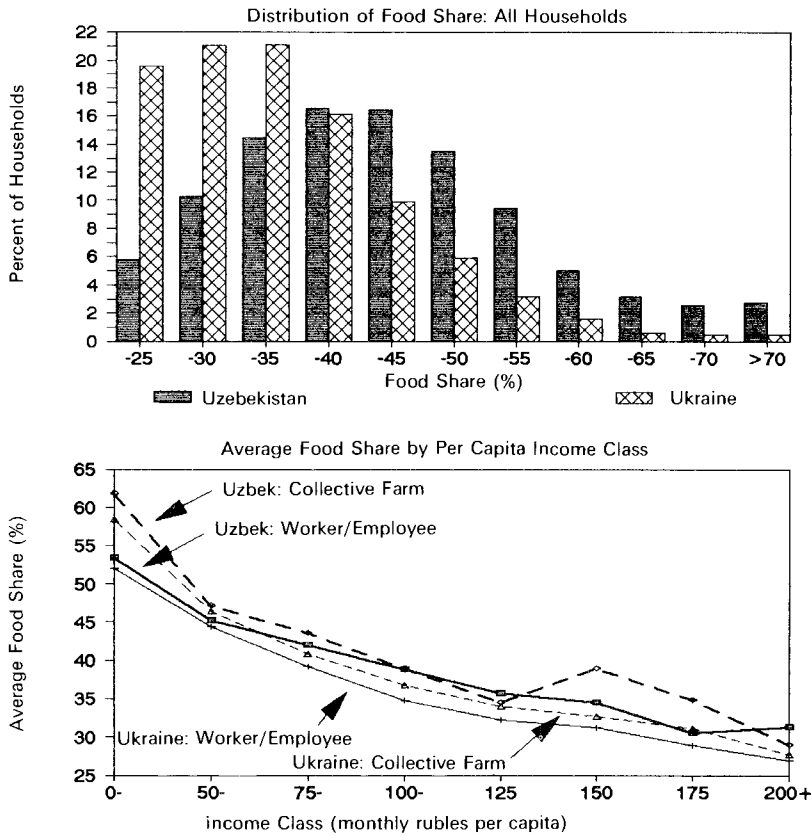 Distribution of Food Share: All Households
Percent of Households
22
20
18
16
14
12
10
8
6
4
2
0
-25 -30 -35 -40 -45 -50 -55 -60 -65 -70 >70
Food Share (%)
Uzebekistan Ukraine
Average Food Share by Per Capita Income Class
Average Food Share (%)
65
60
55
50
45
40
35
30
25
Uzbek: Collective Farm
Uzbek: Worker/Employee
Ukraine: Worker/Employee
Ukraine: Collective Farm
0- 50- 75- 100- 125 150 175 200+
income Class (monthly rubles per capita)